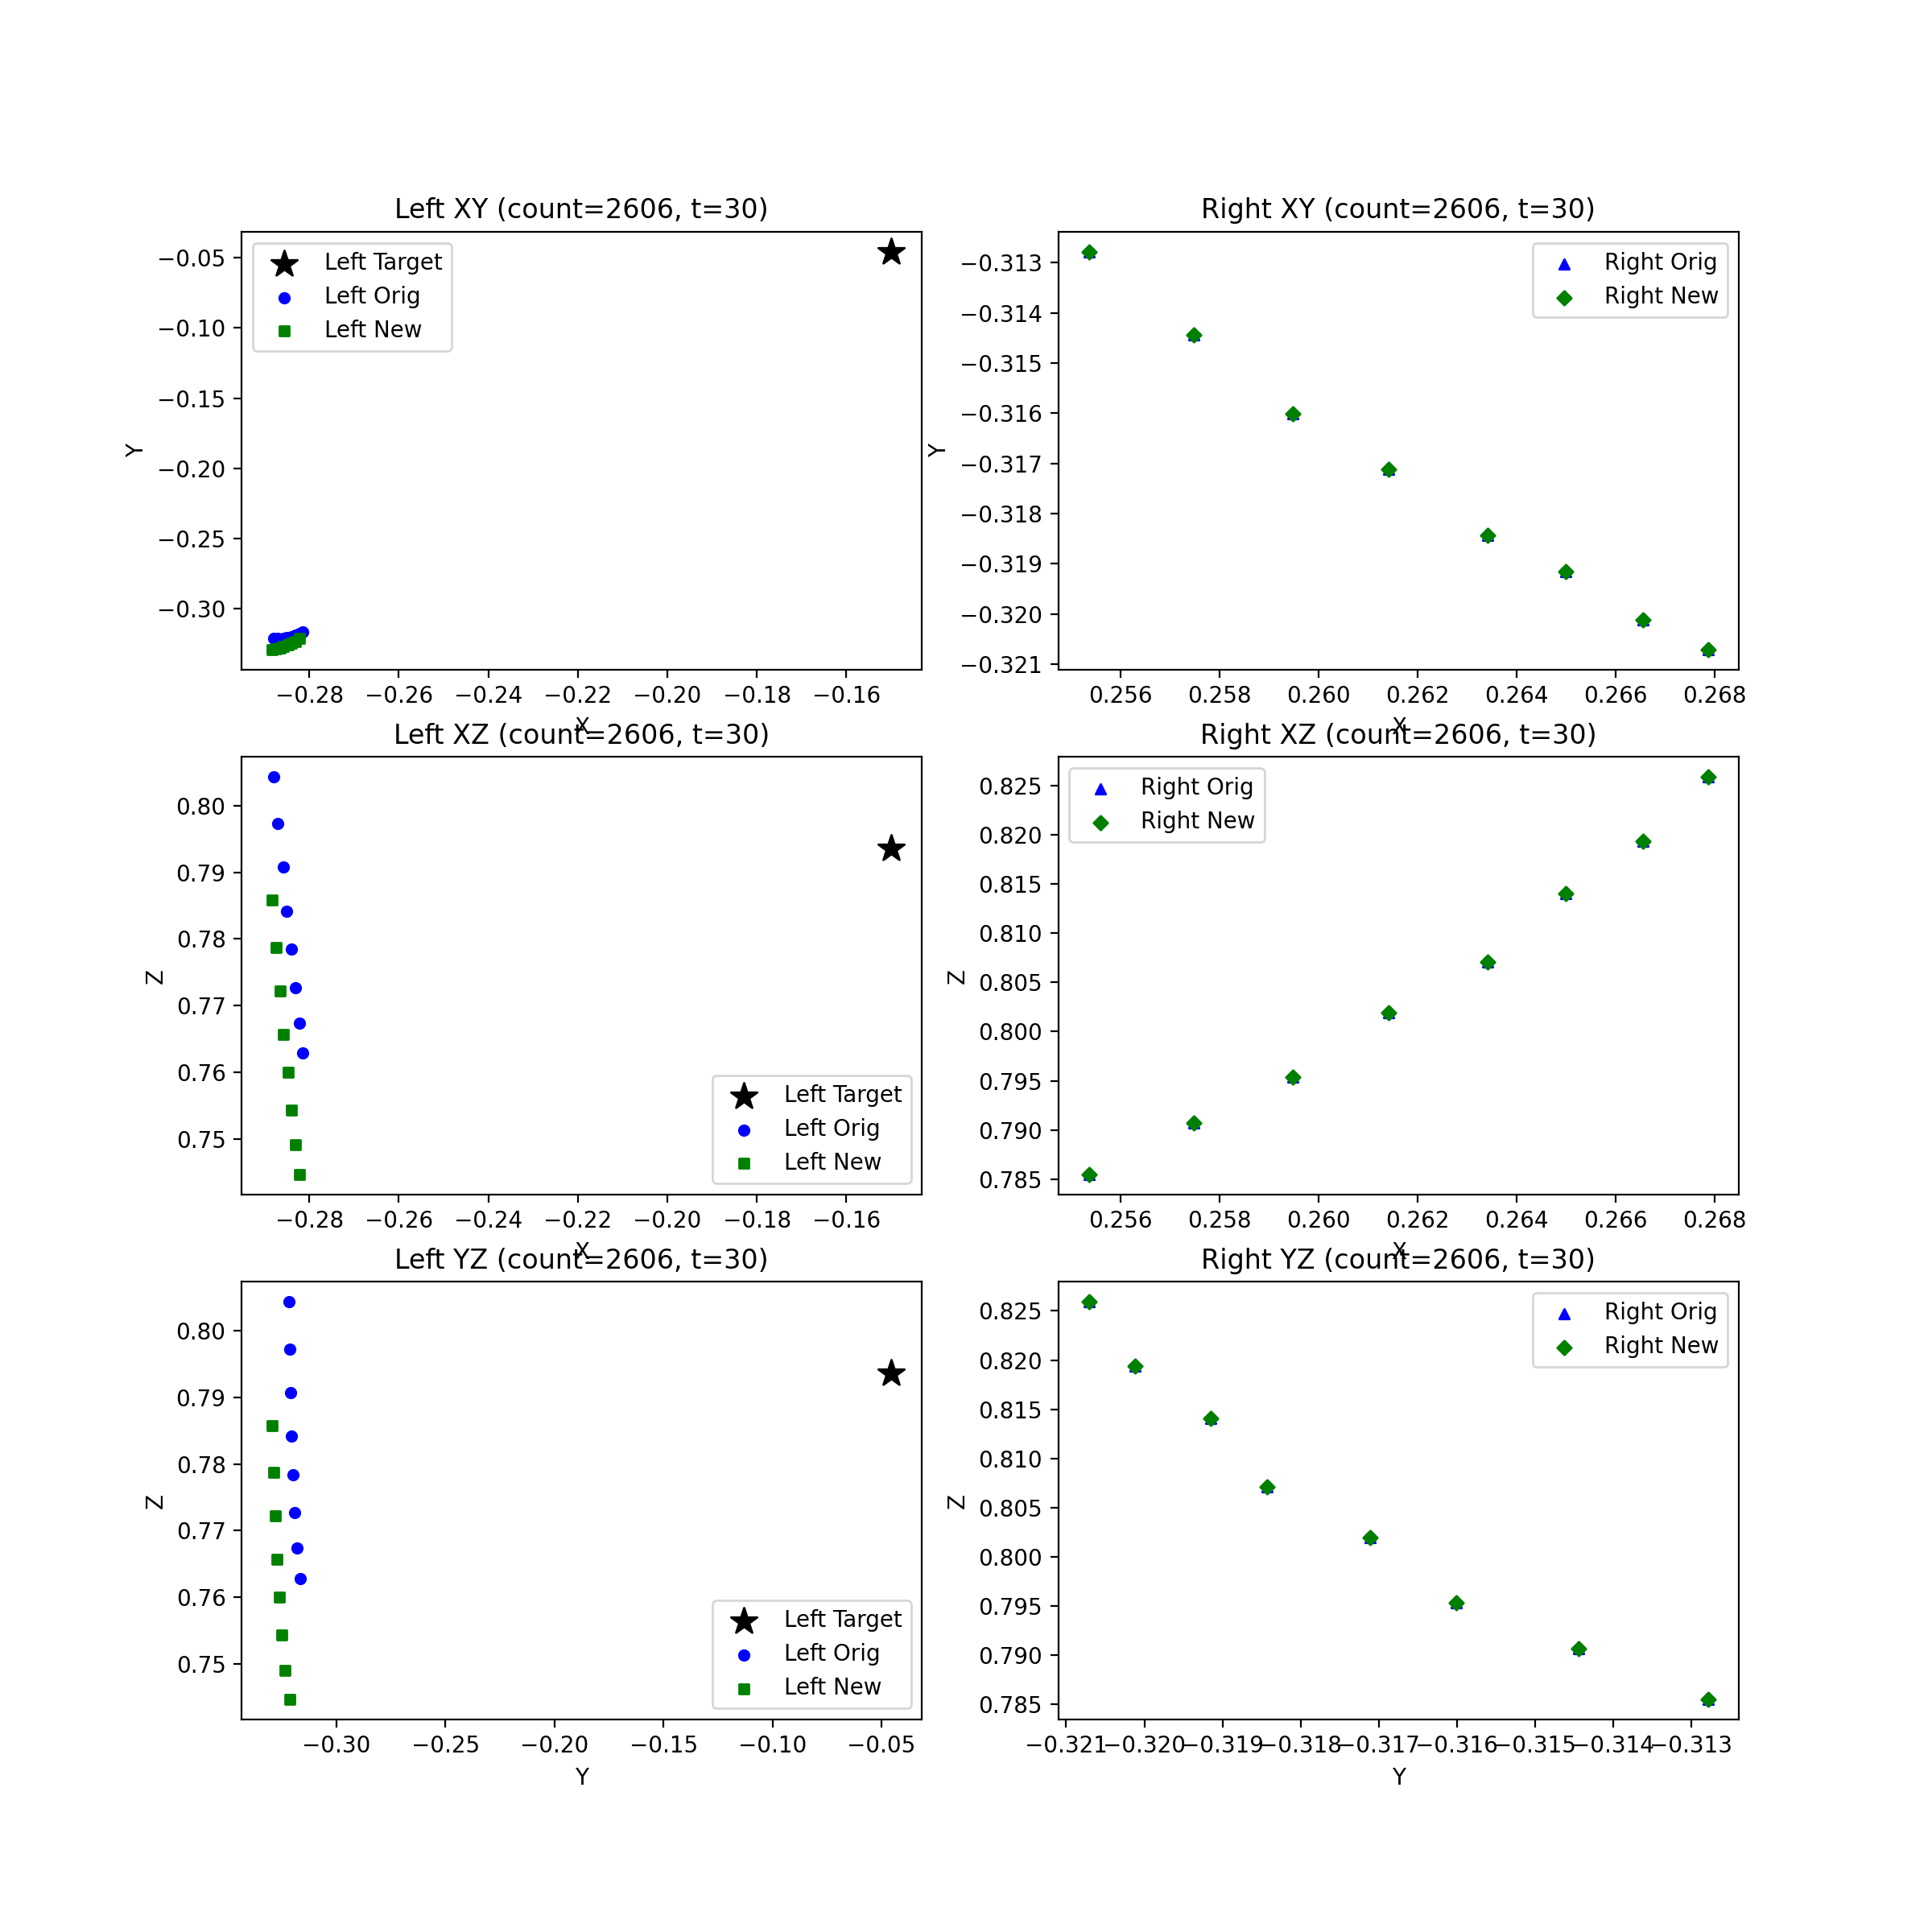 Left XY (count=2606, t=30)
−0.05
−0.10
−0.15
−0.20
−0.25
−0.30
Y
Left Target
Left Orig
Left New
−0.28 −0.26 −0.24 −0.22 −0.20 −0.18 −0.16
X
Right XY (count=2606, t=30)
−0.313
−0.314
−0.315
−0.316
−0.317
−0.318
−0.319
−0.320
−0.321
Y
Right Orig
Right New
0.256 0.258 0.260 0.262 0.264 0.266 0.268
X
Left XZ (count=2606, t=30)
0.80
0.79
0.78
0.77
0.76
0.75
Z
Left Target
Left Orig
Left New
−0.28 −0.26 −0.24 −0.22 −0.20 −0.18 −0.16
X
Right XZ (count=2606, t=30)
0.825
0.820
0.815
0.810
0.805
0.800
0.795
0.790
0.785
Z
Right Orig
Right New
0.256 0.258 0.260 0.262 0.264 0.266 0.268
X
Left YZ (count=2606, t=30)
0.80
0.79
0.78
0.77
0.76
0.75
Z
Left Target
Left Orig
Left New
−0.30 −0.25 −0.20 −0.15 −0.10 −0.05
Y
Right YZ (count=2606, t=30)
0.825
0.820
0.815
0.810
0.805
0.800
0.795
0.790
0.785
Z
Right Orig
Right New
−0.321 −0.320 −0.319 −0.318 −0.317 −0.316 −0.315 −0.314 −0.313
Y